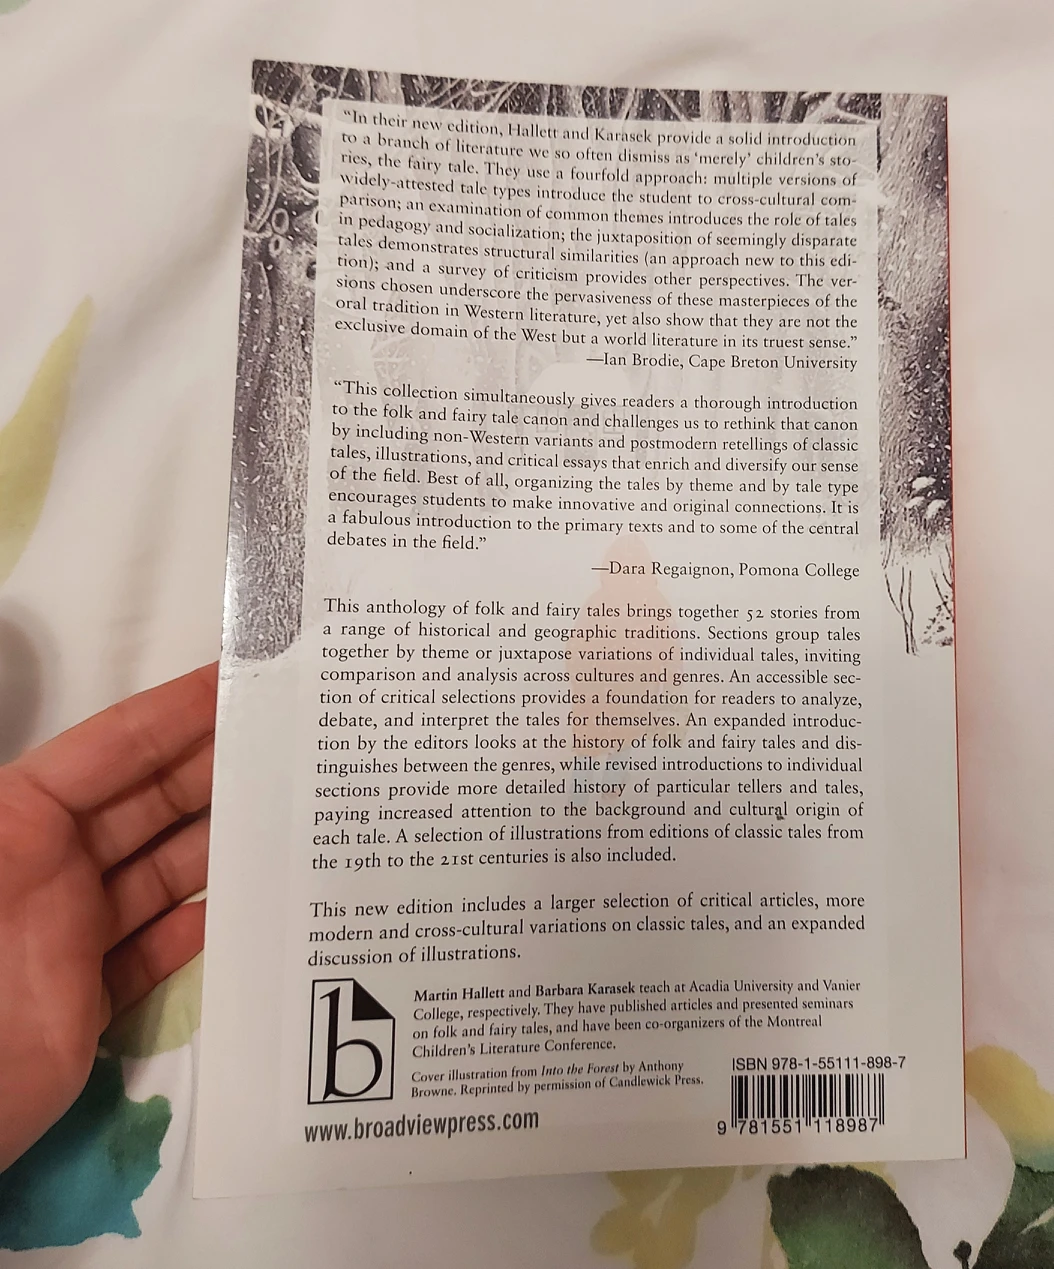 “In their new edition, Hallett and Karasek provide a solid introduction
to a branch of literature we so often dismiss as ‘merely’ children’s sto-
ries, the fairy tale. They use a fourfold approach: multiple versions of
widely-attested tale types introduce the student to cross-cultural com-
parison; an examination of common themes introduces the role of tales
in pedagogy and socialization; the juxtaposition of seemingly disparate
tales demonstrates structural similarities (an approach new to this edi-
tion); and a survey of criticism provides other perspectives. The ver-
sions chosen underscore the pervasiveness of these masterpieces of the
oral tradition in Western literature, yet also show that they are not the
exclusive domain of the West but a world literature in its truest sense.”
—Ian Brodie, Cape Breton University
“This collection simultaneously gives readers a thorough introduction
to the folk and fairy tale canon and challenges us to rethink that canon
by including non-Western variants and postmodern retellings of classic
tales, illustrations, and critical essays that enrich and diversify our sense
of the field. Best of all, organizing the tales by theme and by tale type
encourages students to make innovative and original connections. It is
a fabulous introduction to the primary texts and to some of the central
debates in the field.”
—Dara Regaignon, Pomona College
This anthology of folk and fairy tales brings together 52 stories from
a range of historical and geographic traditions. Sections group tales
together by theme or juxtapose variations of individual tales, inviting
comparison and analysis across cultures and genres. An accessible sec-
tion of critical selections provides a foundation for readers to analyze,
debate, and interpret the tales for themselves. An expanded introduc-
tion by the editors looks at the history of folk and fairy tales and dis-
tinguishes between the genres, while revised introductions to individual
sections provide more detailed history of particular tellers and tales,
paying increased attention to the background and cultural origin of
each tale. A selection of illustrations from editions of classic tales from
the 19th to the 21st centuries is also included.
This new edition includes a larger selection of critical articles, more
modern and cross-cultural variations on classic tales, and an expanded
discussion of illustrations.
b
Martin Hallett and Barbara Karasek teach at Acadia University and Vanier
College, respectively. They have published articles and presented seminars
on folk and fairy tales, and have been co-organizers of the Montreal
Children’s Literature Conference.
Cover illustration from Into the Forest by Anthony
Browne. Reprinted by permission of Candlewick Press.
www.broadviewpress.com
ISBN 978-1-55111-898-7
9 781551 118987